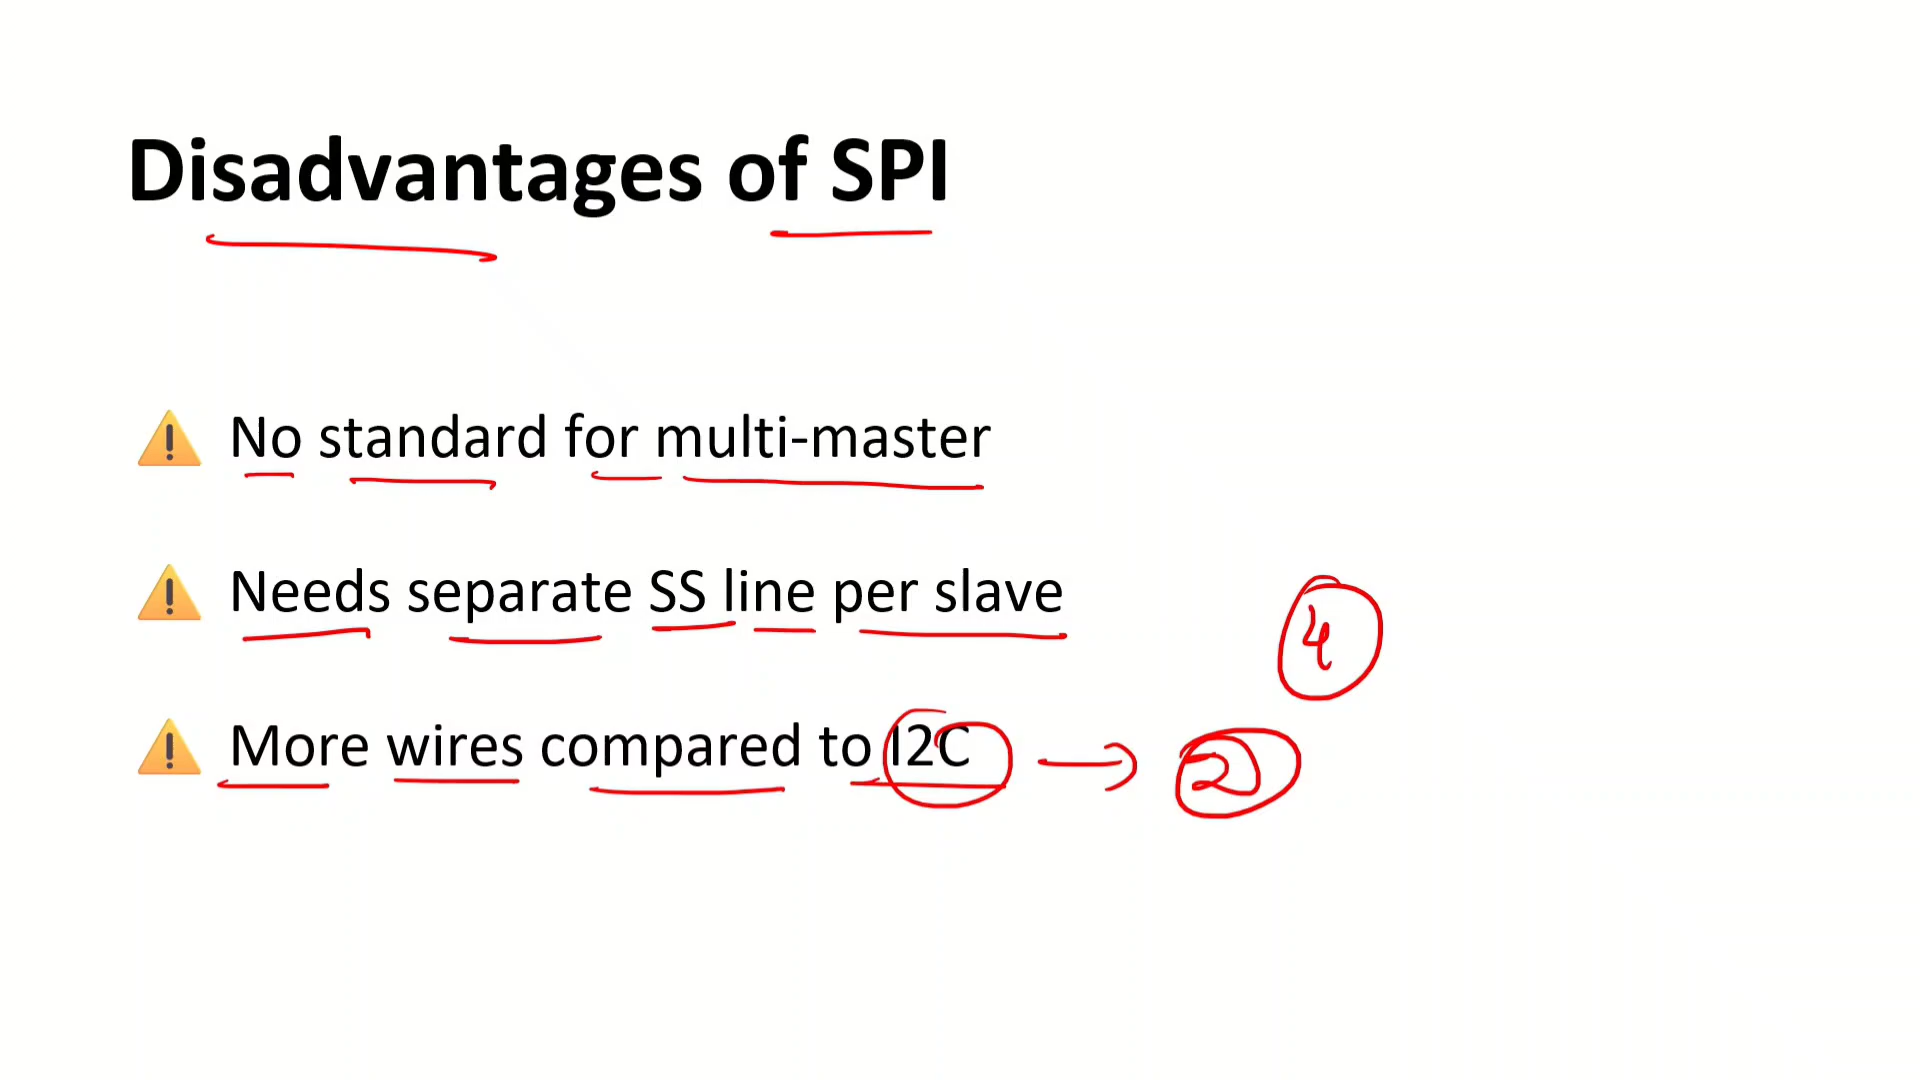 Disadvantages of SPI
No standard for multi-master
Needs separate SS line per slave
4
More wires compared to I2C → 2